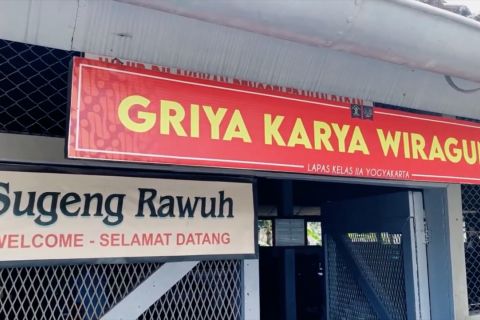 GRIYA KARYA WIRAGU
LAPAS KELAS IIA YOGYAKARTA
Sugeng Rawuh
WELCOME - SELAMAT DATANG